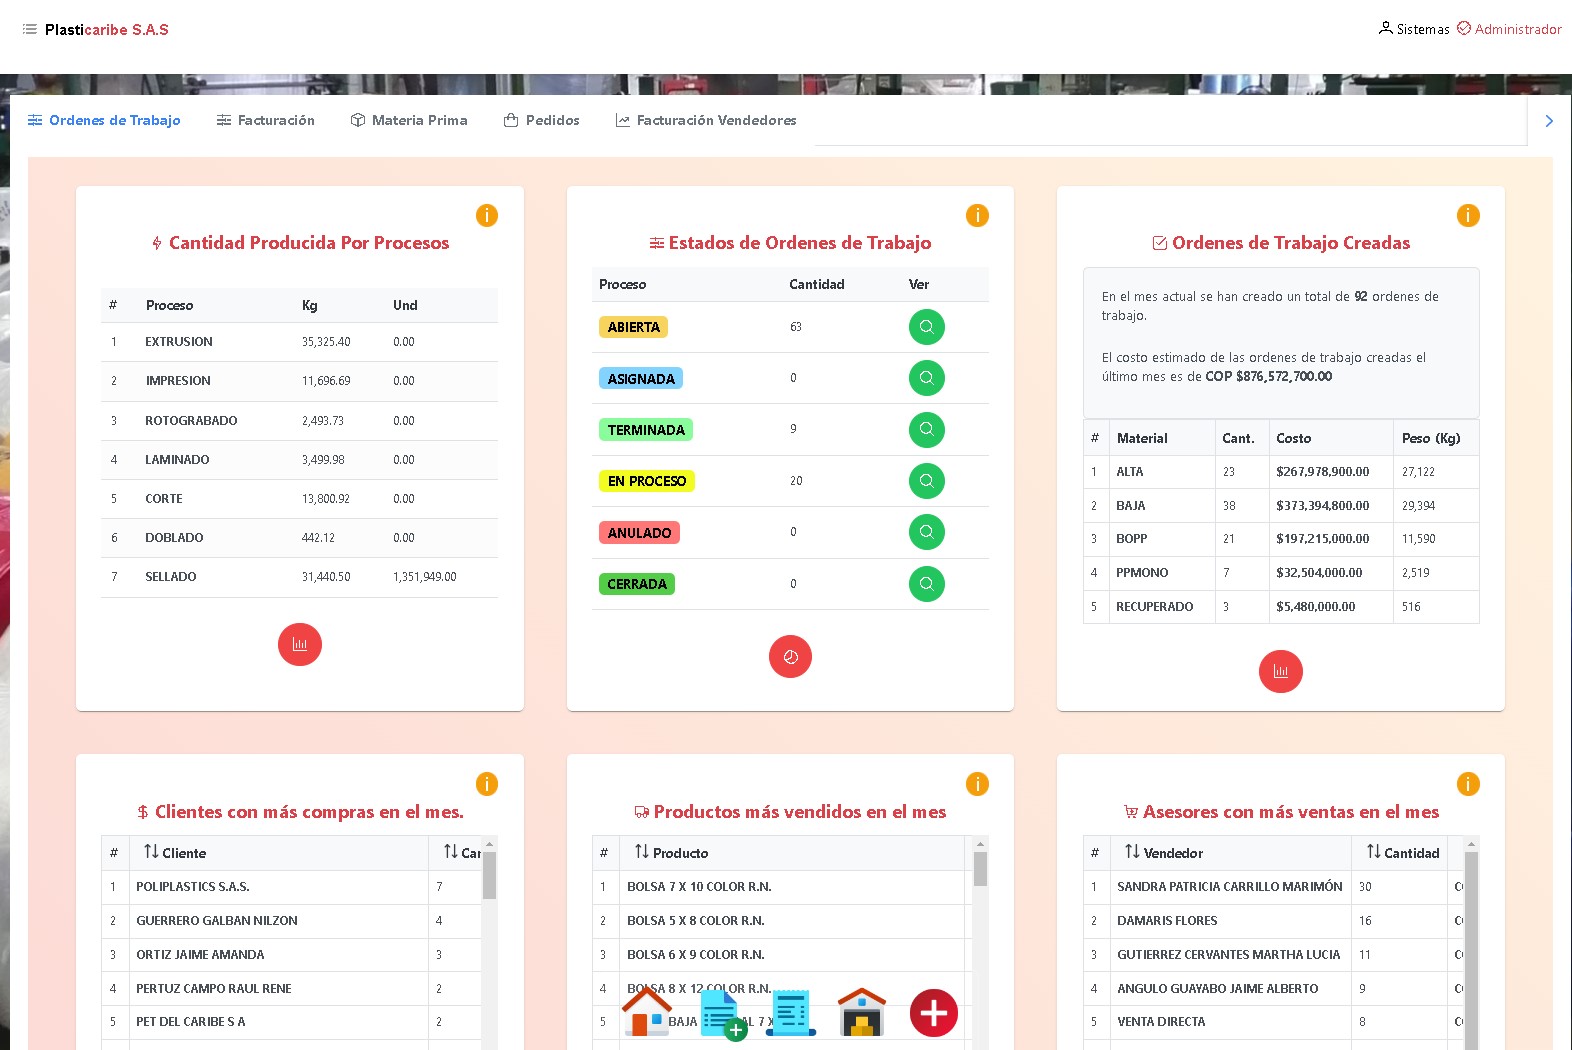 Plasticaribe S.A.S
Sistemas Administrador
Ordenes de Trabajo Facturación Materia Prima Pedidos Facturación Vendedores
Cantidad Producida Por Procesos
# Proceso Kg Und
1 EXTRUSION 35,325.40 0.00
2 IMPRESION 11,696.69 0.00
3 ROTOGRABADO 2,493.73 0.00
4 LAMINADO 3,499.98 0.00
5 CORTE 13,800.92 0.00
6 DOBLADO 442.12 0.00
7 SELLADO 31,440.50 1,351,949.00
Estados de Ordenes de Trabajo
Proceso Cantidad Ver
ABIERTA 63
ASIGNADA 0
TERMINADA 9
EN PROCESO 20
ANULADO 0
CERRADA 0
Ordenes de Trabajo Creadas
En el mes actual se han creado un total de 92 ordenes de
trabajo.
El costo estimado de las ordenes de trabajo creadas el
último mes es de COP $876,572,700.00
# Material Cant. Costo Peso (Kg)
1 ALTA 23 $267,978,900.00 27,122
2 BAJA 38 $373,394,800.00 29,394
3 BOPP 21 $197,215,000.00 11,590
4 PPMONO 7 $32,504,000.00 2,519
5 RECUPERADO 3 $5,480,000.00 516
Clientes con más compras en el mes.
# Cliente Car
1 POLIPLASTICS S.A.S. 7
2 GUERRERO GALBAN NILZON 4
3 ORTIZ JAIME AMANDA 3
4 PERTUZ CAMPO RAUL RENE 2
5 PET DEL CARIBE S A 2
Productos más vendidos en el mes
# Producto
1 BOLSA 7 X 10 COLOR R.N.
2 BOLSA 5 X 8 COLOR R.N.
3 BOLSA 6 X 9 COLOR R.N.
4 BOLSA 8 X 12 COLOR R.N.
5 BAJA AL 7 X
Asesores con más ventas en el mes
# Vendedor Cantidad
1 SANDRA PATRICIA CARRILLO MARIMÓN 30
2 DAMARIS FLORES 16
3 GUTIERREZ CERVANTES MARTHA LUCIA 11
4 ANGULO GUAYABO JAIME ALBERTO 9
5 VENTA DIRECTA 8